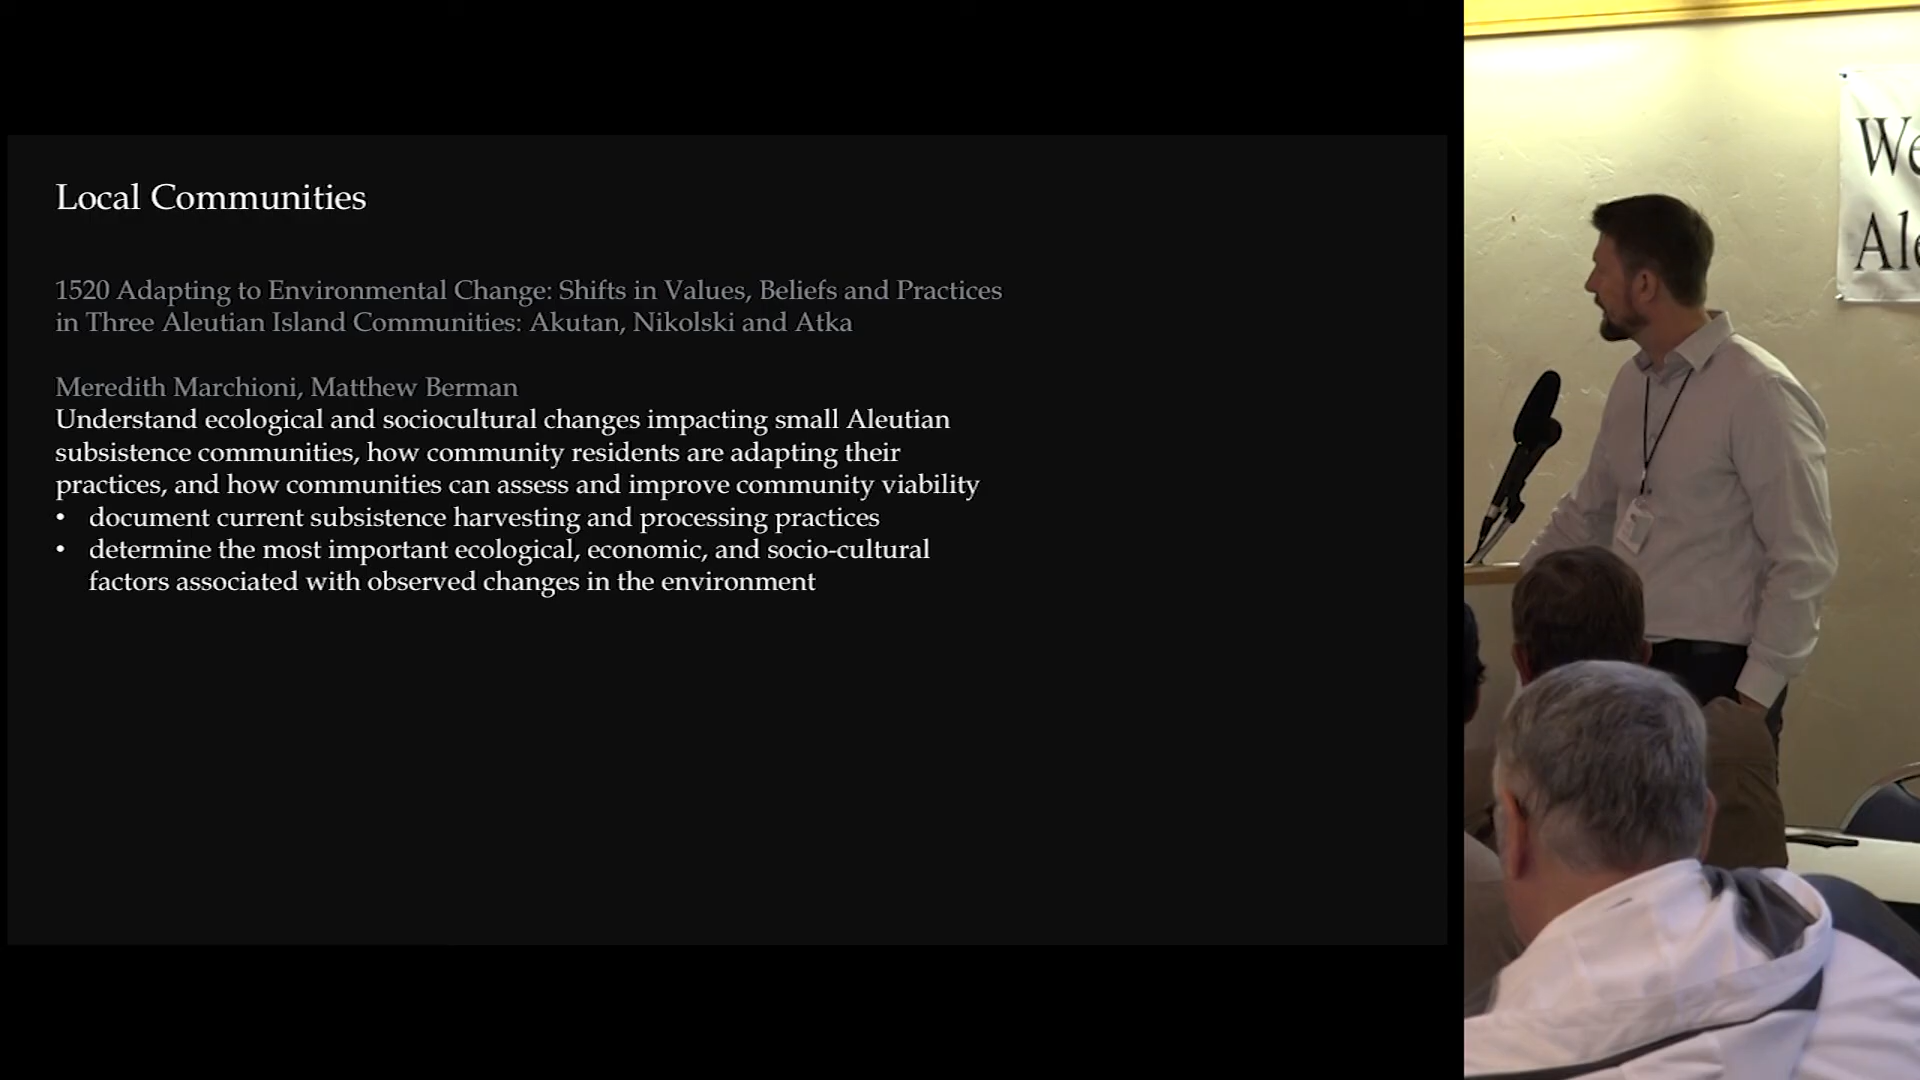 Local Communities
1520 Adapting to Environmental Change: Shifts in Values, Beliefs and Practices
in Three Aleutian Island Communities: Akutan, Nikolski and Atka
Meredith Marchioni, Matthew Berman
Understand ecological and sociocultural changes impacting small Aleutian
subsistence communities, how community residents are adapting their
practices, and how communities can assess and improve community viability
• document current subsistence harvesting and processing practices
• determine the most important ecological, economic, and socio-cultural
factors associated with observed changes in the environment
We
Ale